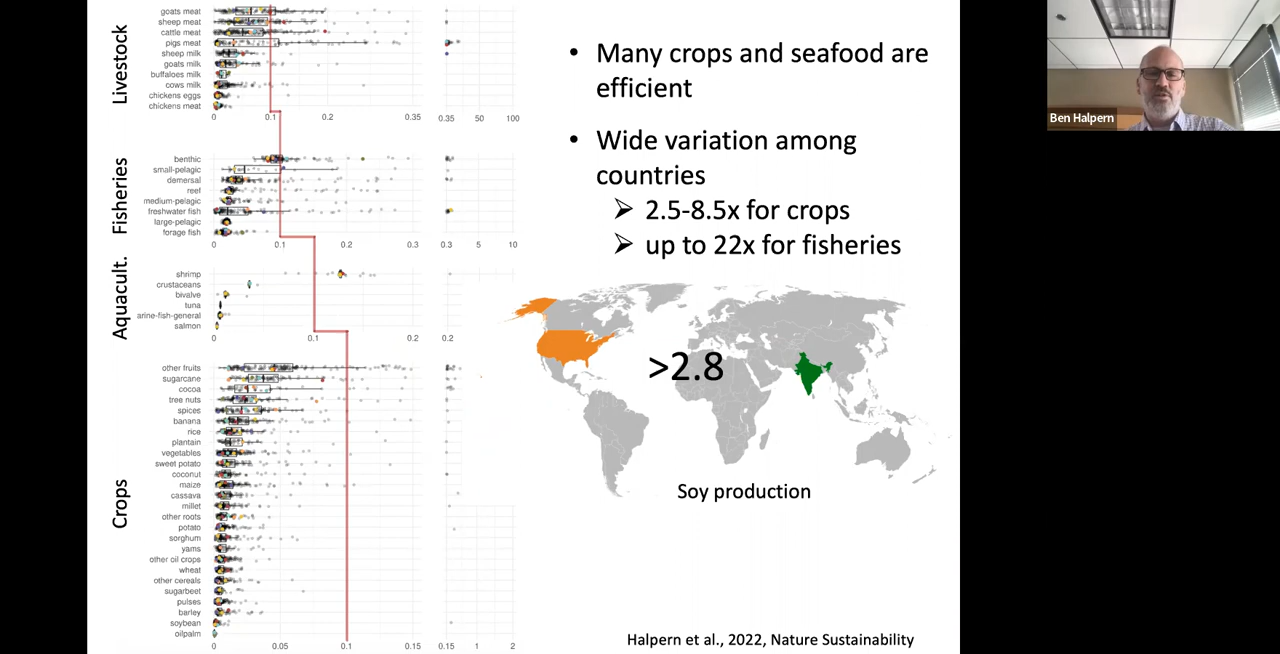 Livestock
goats meat
sheep meat
cattle meat
pigs meat
sheep milk
goats milk
buffaloes milk
cows milk
chickens eggs
chickens meat
0 0.1 0.2 0.35 0.35 50 100
Fisheries
benthic
small-pelagic
demersal
reef
medium-pelagic
freshwater fish
large-pelagic
forage fish
0 0.1 0.2 0.3 0.3 5 10
Aquacult.
shrimp
crustaceans
bivalve
tuna
arine-fish-general
salmon
0 0.1 0.2 0.2
Crops
other fruits
sugarcane
cocoa
tree nuts
spices
banana
rice
plantain
vegetables
sweet potato
coconut
maize
cassava
millet
other roots
potato
sorghum
yams
other oil crops
wheat
other cereals
sugarbeet
pulses
barley
soybean
oilpalm
0 0.05 0.1 0.15 0.15 1 2
• Many crops and seafood are
efficient
• Wide variation among
countries
➢ 2.5-8.5x for crops
➢ up to 22x for fisheries
>2.8
Soy production
Halpern et al., 2022, Nature Sustainability
Ben Halpern